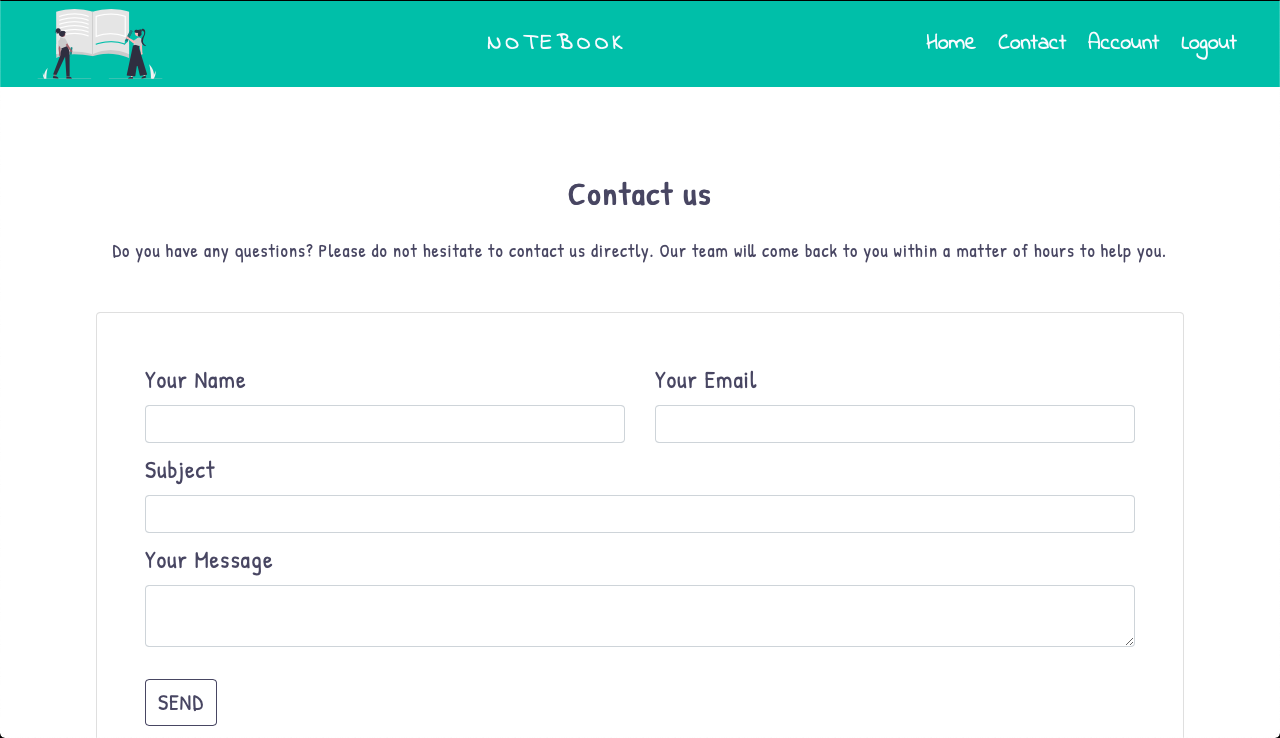 NOTEBOOK
Home Contact Account Logout
Contact us
Do you have any questions? Please do not hesitate to contact us directly. Our team will come back to you within a matter of hours to help you.
Your Name Your Email
Subject
Your Message
SEND